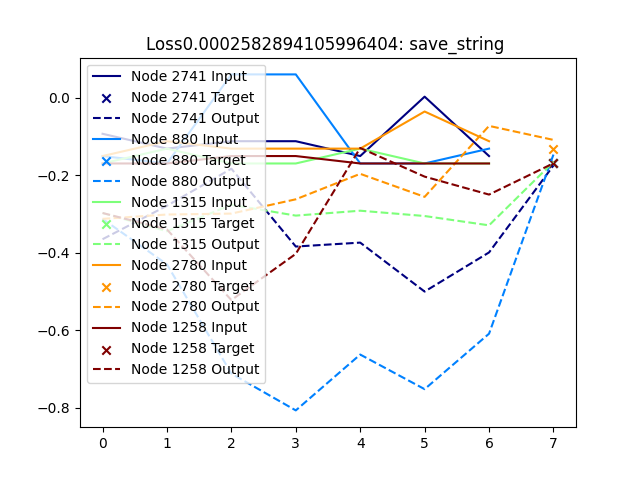 Loss0.0002582894105996404: save_string
Node 2741 Input
Node 2741 Target
Node 2741 Output
Node 880 Input
Node 880 Target
Node 880 Output
Node 1315 Input
Node 1315 Target
Node 1315 Output
Node 2780 Input
Node 2780 Target
Node 2780 Output
Node 1258 Input
Node 1258 Target
Node 1258 Output
0.0
−0.2
−0.4
−0.6
−0.8
0 1 2 3 4 5 6 7